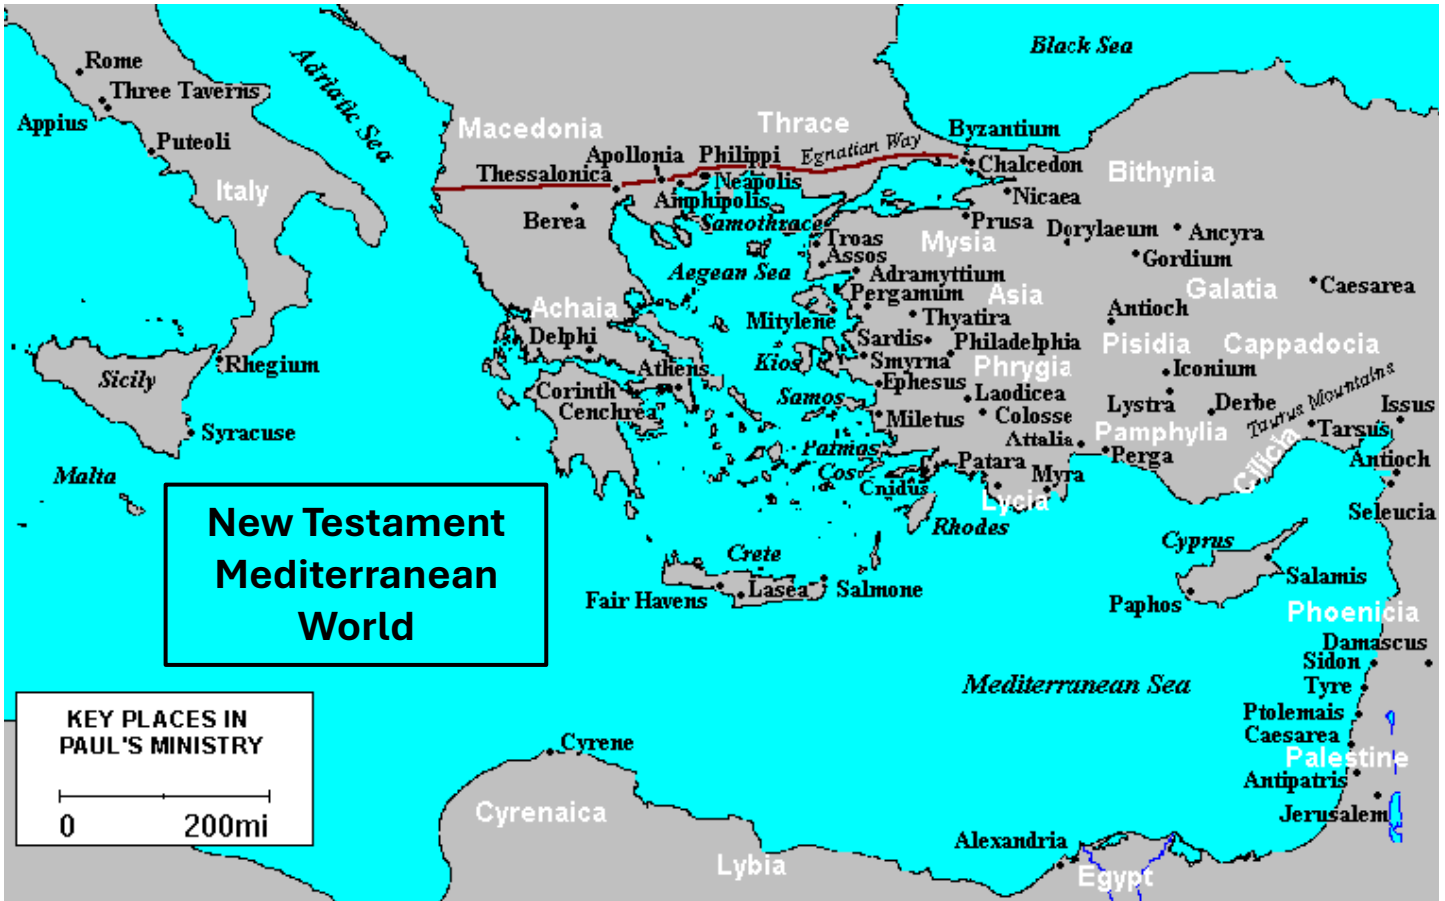 Black Sea
Adriatic Sea
Rome
Three Taverns
Appius
Puteoli
Italy
Macedonia
Thrace
Egnatian Way
Byzantium
Chalcedon
Bithynia
Apollonia
Philippi
Thessalonica
Neapolis
Amphipolis
Nicaea
Berea
Samothrace
Prusa
Dorylaeum
Ancyra
Troas
Mysia
Assos
Gordium
Aegean Sea
Adramyttium
Caesarea
Pergamum
Asia
Galatia
Achaia
Antioch
Mitylene
Thyatira
Delphi
Sardis
Philadelphia
Pisidia
Cappadocia
Rhegium
Sicily
Athens
Kios
Smyrna
Phrygia
Iconium
Ephesus
Corinth
Samos
Laodicea
Cenchrea
Lystra
Derbe
Taurus Mountains
Issus
Miletus
Colosse
Syracuse
Attalia
Pamphylia
Tarsus
Patmos
Perga
Cilicia
Antioch
Malta
Cos
Cnidus
Patara
Myra
Lycia
Seleucia
Rhodes
New Testament
Mediterranean
World
Crete
Cyprus
Fair Havens
Lasea
Salmone
Salamis
Paphos
Phoenicia
Damascus
Sidon
Mediterranean Sea
Tyre
Ptolemais
Caesarea
Palestine
Antipatris
Jerusalem
KEY PLACES IN
PAUL'S MINISTRY
0 200mi
Cyrene
Cyrenaica
Lybia
Alexandria
Egypt